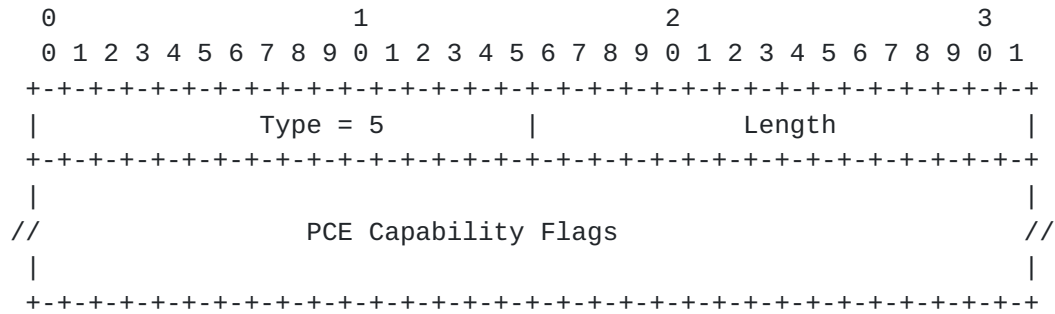 0                   1                   2                   3
0 1 2 3 4 5 6 7 8 9 0 1 2 3 4 5 6 7 8 9 0 1 2 3 4 5 6 7 8 9 0 1
+-+-+-+-+-+-+-+-+-+-+-+-+-+-+-+-+-+-+-+-+-+-+-+-+-+-+-+-+-+-+-+-+
|              Type = 5         |             Length            |
+-+-+-+-+-+-+-+-+-+-+-+-+-+-+-+-+-+-+-+-+-+-+-+-+-+-+-+-+-+-+-+-+
|                                                               |
//                 PCE Capability Flags                          //
|                                                               |
+-+-+-+-+-+-+-+-+-+-+-+-+-+-+-+-+-+-+-+-+-+-+-+-+-+-+-+-+-+-+-+-+